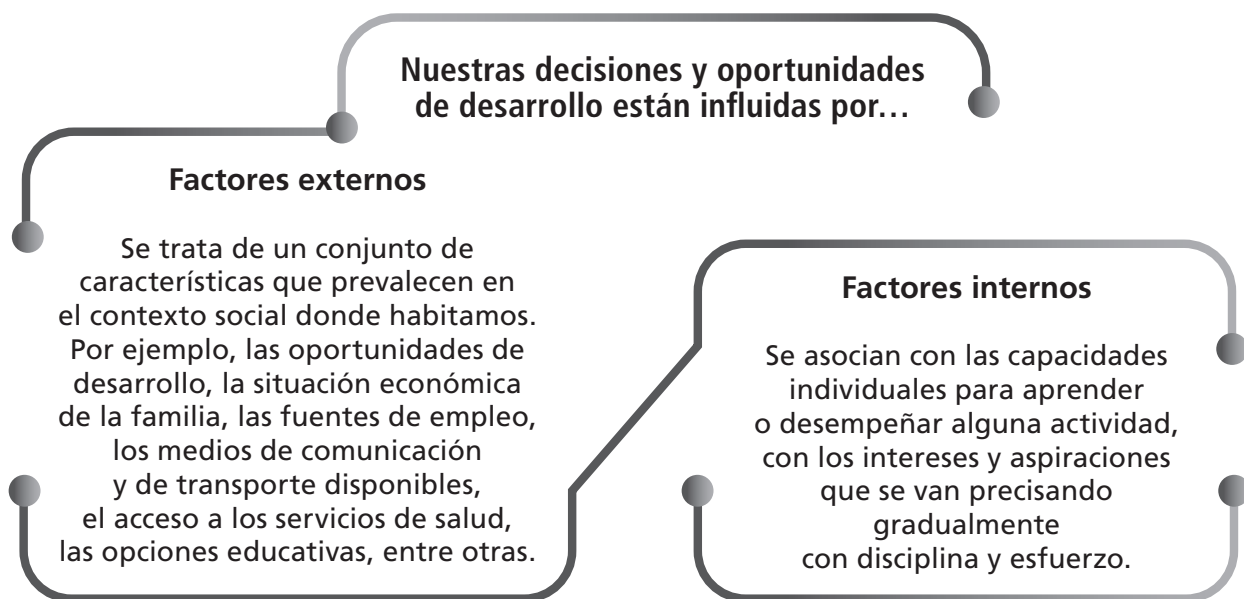 Nuestras decisiones y oportunidades
de desarrollo están influidas por...
Factores externos
Se trata de un conjunto de
características que prevalecen en
el contexto social donde habitamos.
Por ejemplo, las oportunidades de
desarrollo, la situación económica
de la familia, las fuentes de empleo,
los medios de comunicación
y de transporte disponibles,
el acceso a los servicios de salud,
las opciones educativas, entre otras.
Factores internos
Se asocian con las capacidades
individuales para aprender
o desempeñar alguna actividad,
con los intereses y aspiraciones
que se van precisando
gradualmente
con disciplina y esfuerzo.